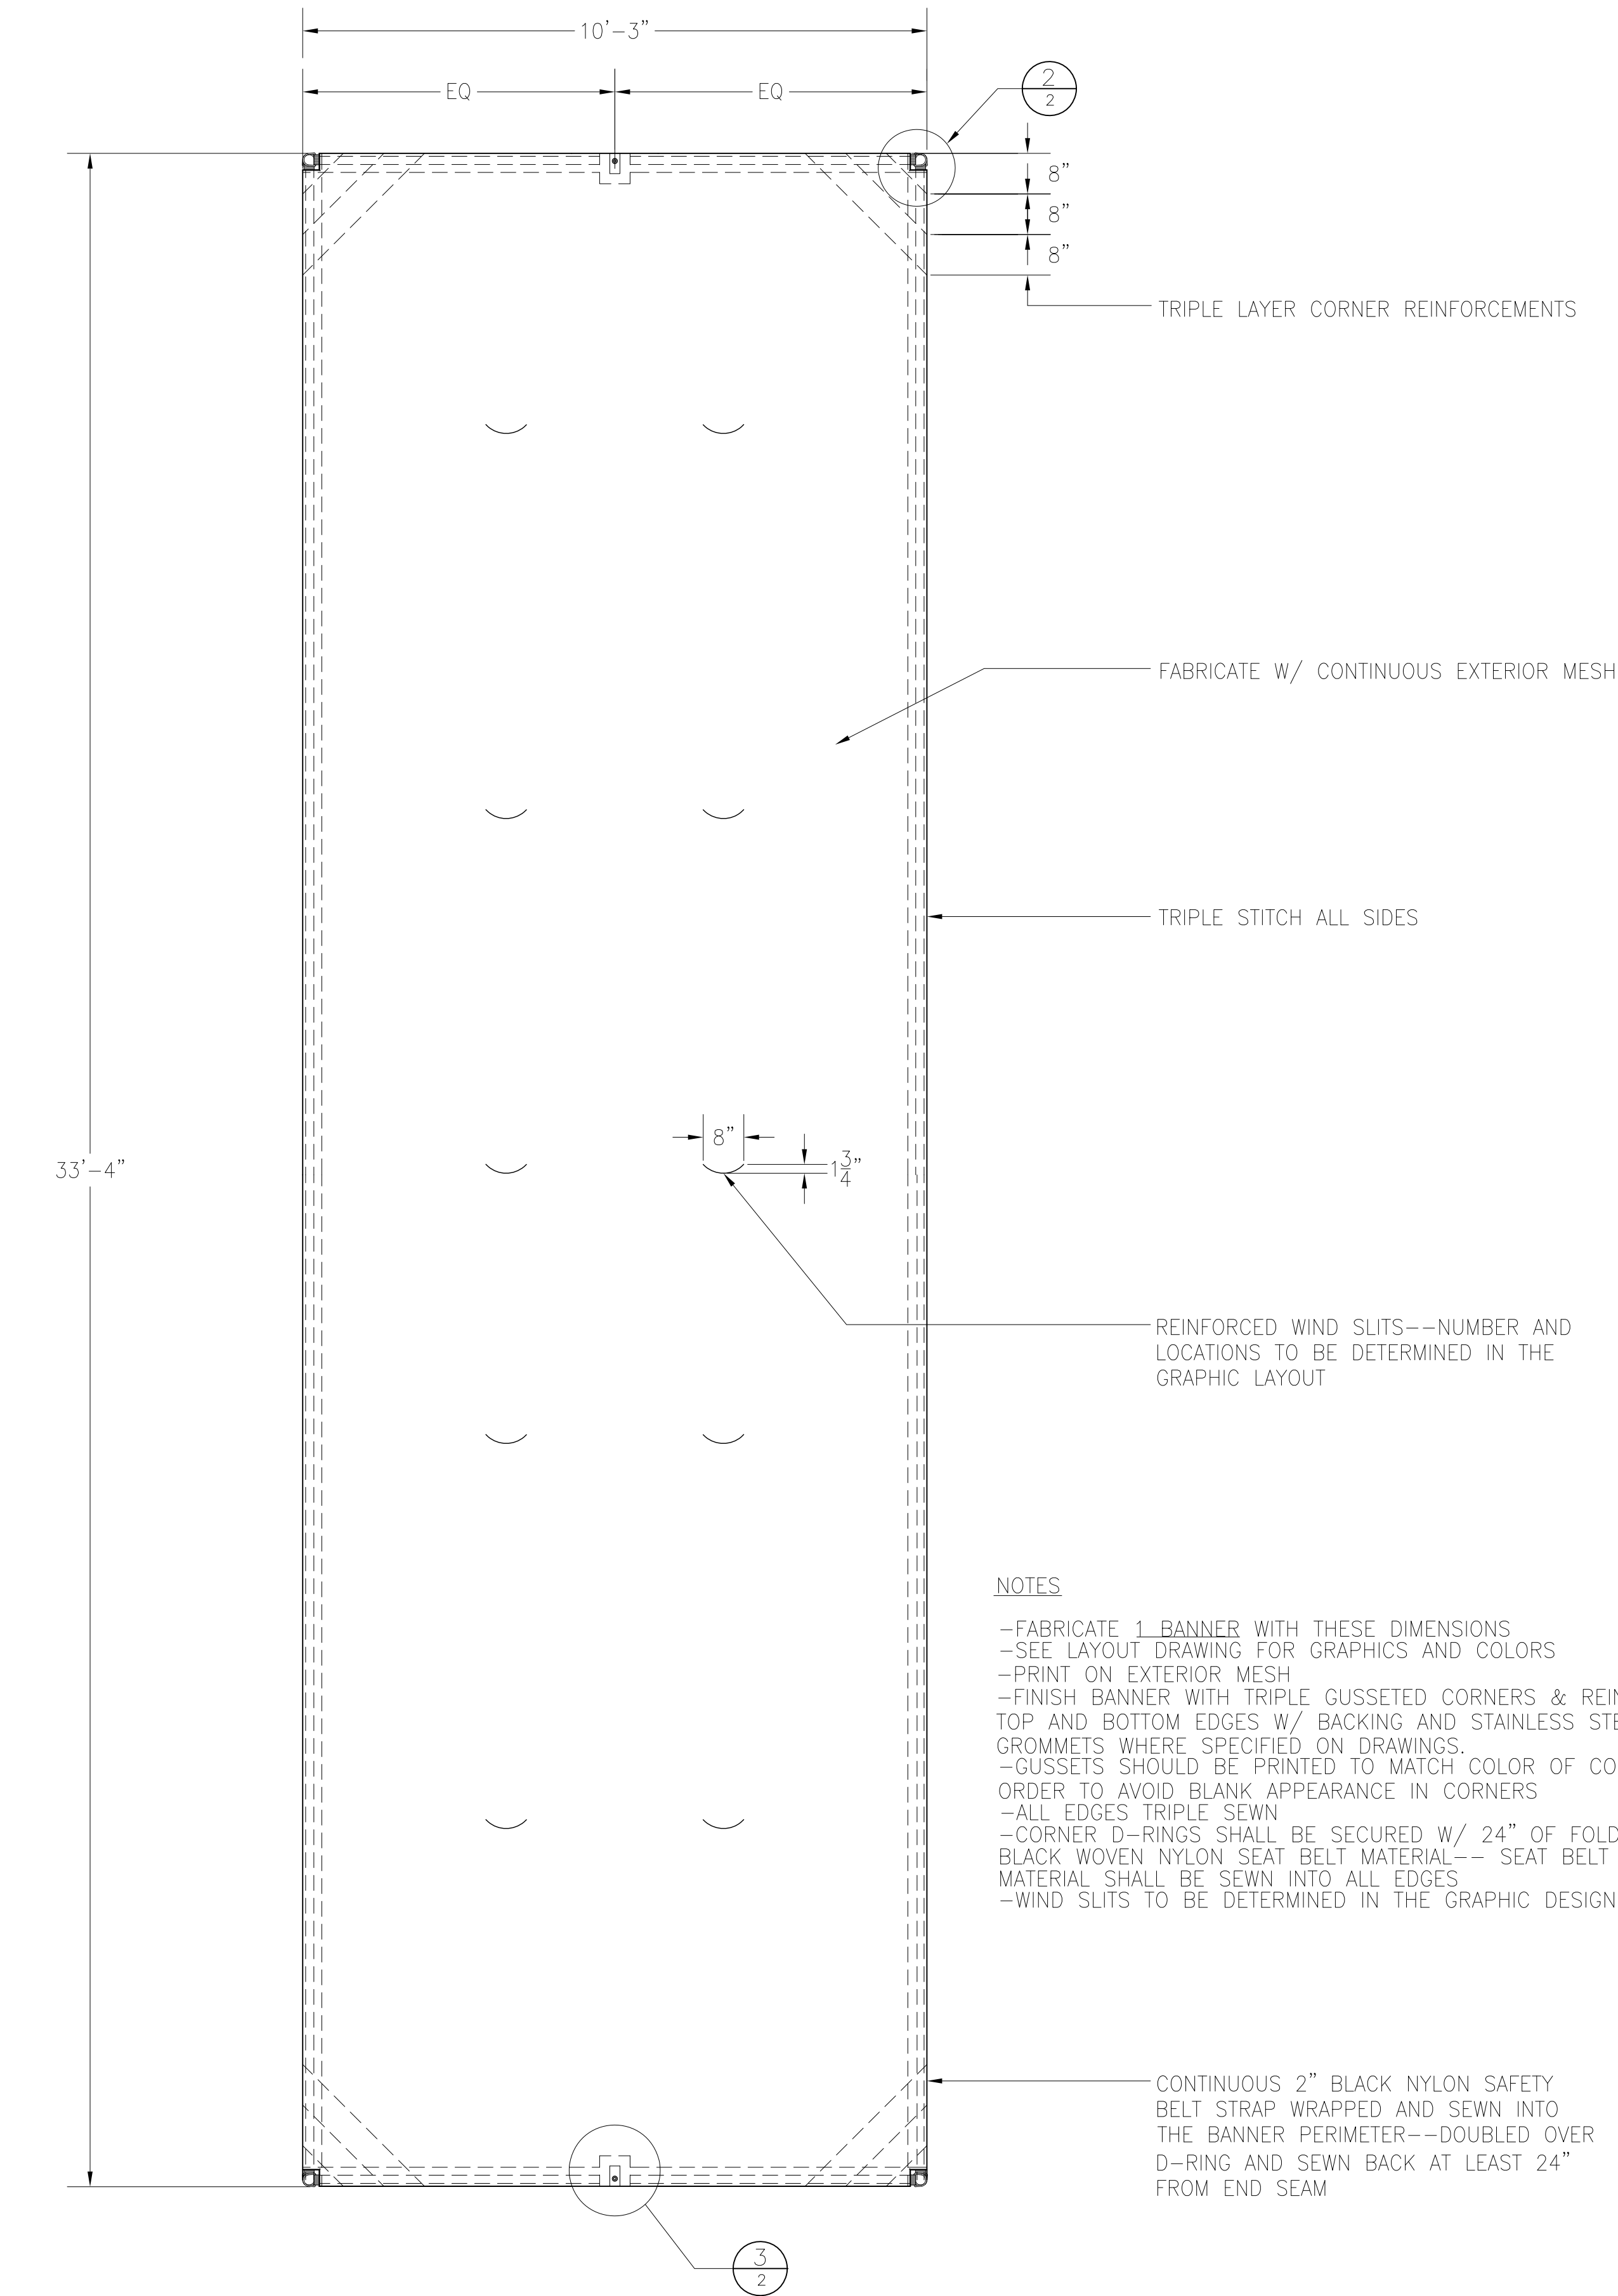 10'-3"
EQ
EQ
2
2
8"
8"
8"
TRIPLE LAYER CORNER REINFORCEMENTS
FABRICATE W/ CONTINUOUS EXTERIOR MESH
TRIPLE STITCH ALL SIDES
8"
1 3/4"
33'-4"
REINFORCED WIND SLITS--NUMBER AND
LOCATIONS TO BE DETERMINED IN THE
GRAPHIC LAYOUT
NOTES
-FABRICATE 1 BANNER WITH THESE DIMENSIONS
-SEE LAYOUT DRAWING FOR GRAPHICS AND COLORS
-PRINT ON EXTERIOR MESH
-FINISH BANNER WITH TRIPLE GUSSETED CORNERS &
TOP AND BOTTOM EDGES W/ BACKING AND STAINLESS
GROMMETS WHERE SPECIFIED ON DRAWINGS.
-GUSSETS SHOULD BE PRINTED TO MATCH COLOR OF
ORDER TO AVOID BLANK APPEARANCE IN CORNERS
-ALL EDGES TRIPLE SEWN
-CORNER D-RINGS SHALL BE SECURED W/ 24" OF
BLACK WOVEN NYLON SEAT BELT MATERIAL-- SEAT BELT
MATERIAL SHALL BE SEWN INTO ALL EDGES
-WIND SLITS TO BE DETERMINED IN THE GRAPHIC DESIGN
CONTINUOUS 2" BLACK NYLON SAFETY
BELT STRAP WRAPPED AND SEWN INTO
THE BANNER PERIMETER--DOUBLED OVER
D-RING AND SEWN BACK AT LEAST 24"
FROM END SEAM
3
2